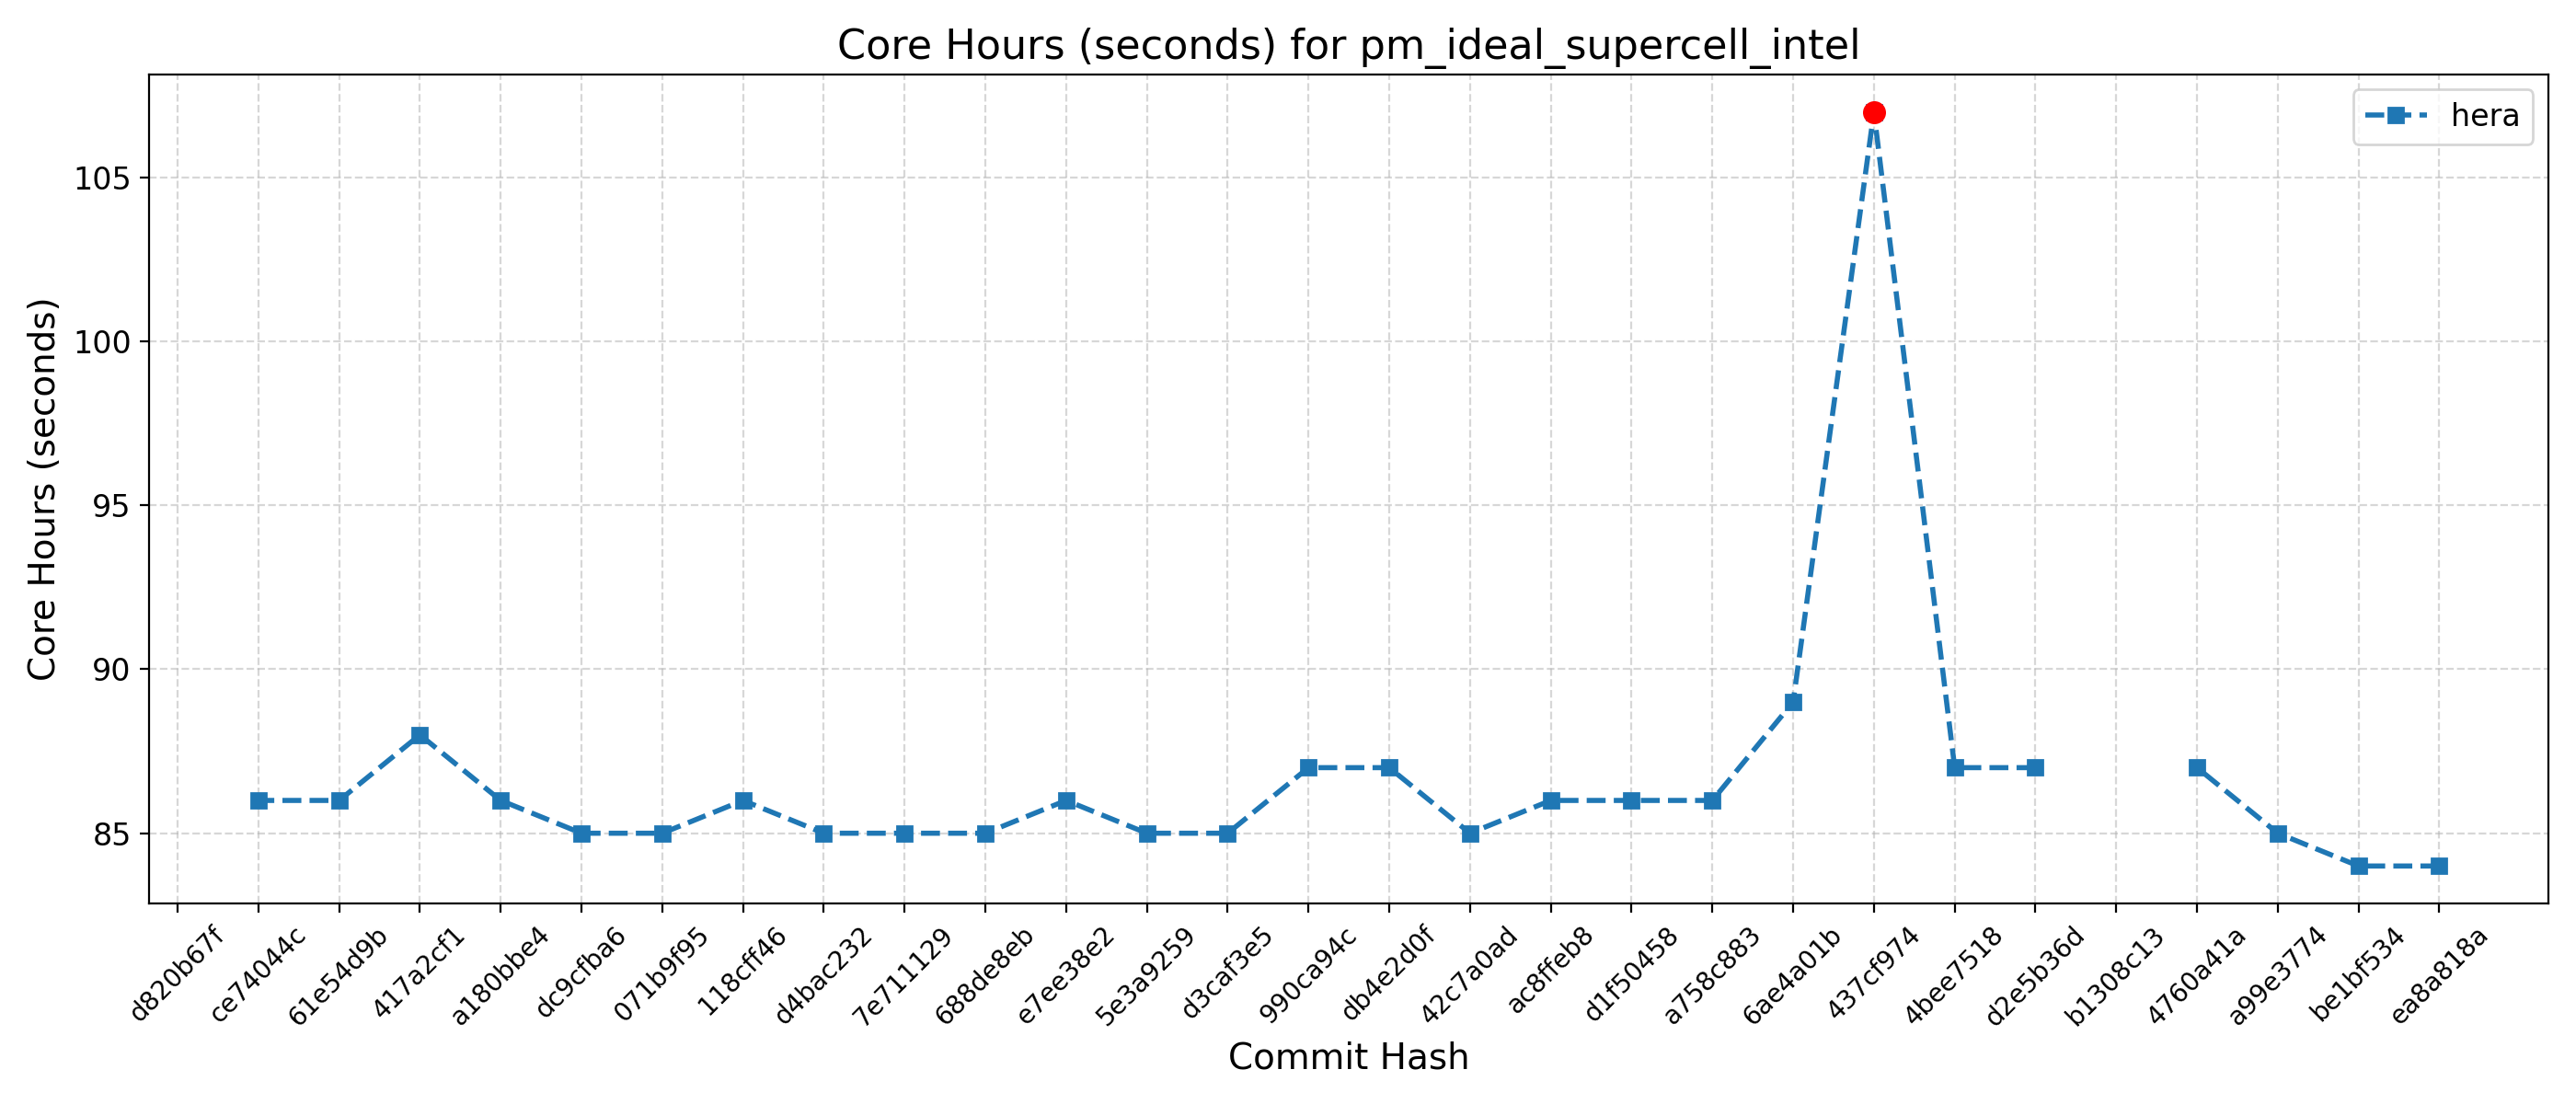 Core Hours (seconds) for pm_ideal_supercell_intel
hera
Core Hours (seconds)
105
100
95
90
85
d820b67f
ce74044c
61e54d9b
417a2cf1
a180bbe4
dc9cfba6
071b9f95
118cff46
d4bac232
7e711129
688de8eb
e7ee38e2
5e3a9259
d3caf3e5
990ca94c
db4e2d0f
42c7a0ad
ac8ffeb8
d1f50458
a758c883
6ae4a01b
437cf974
4bee7518
d2e5b36d
b1308c13
4760a41a
a99e3774
be1bf534
ea8a818a
Commit Hash